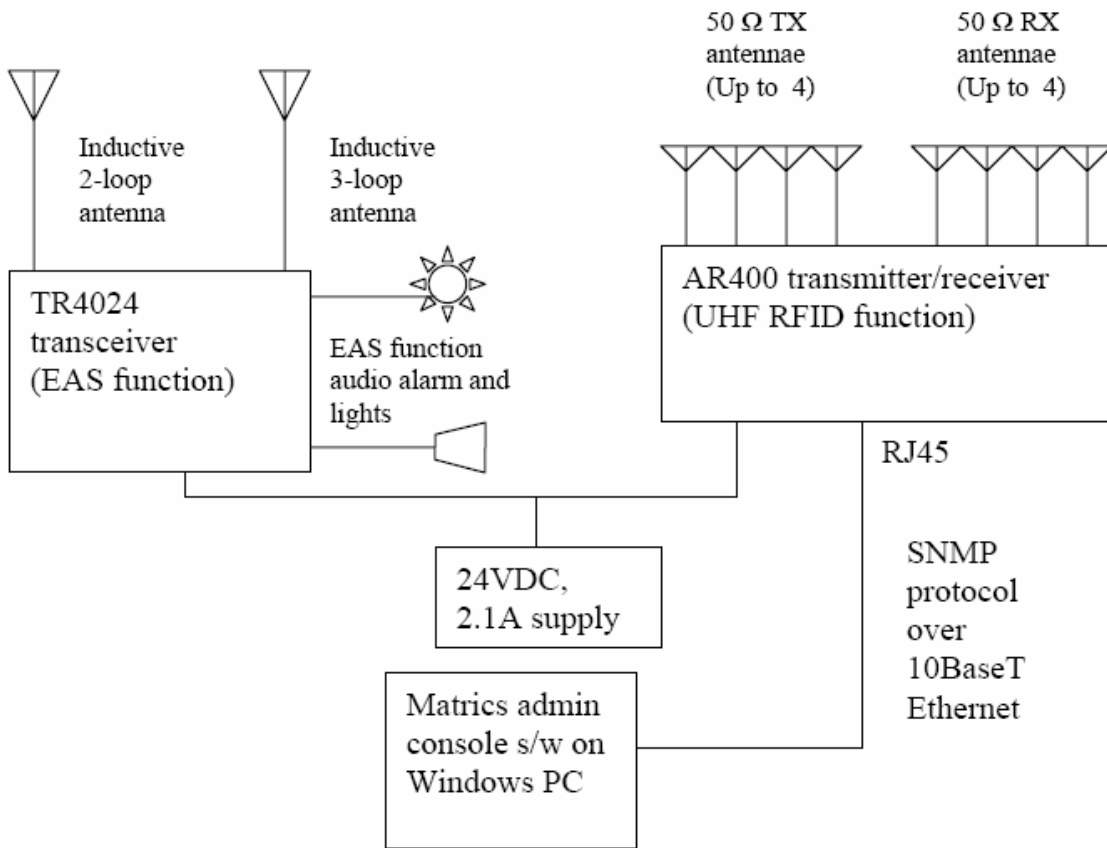 50 Ω TX
antennae
(Up to 4)
50 Ω RX
antennae
(Up to 4)
Inductive
2-loop
antenna
Inductive
3-loop
antenna
TR4024
transceiver
(EAS function)
EAS function
audio alarm and
lights
AR400 transmitter/receiver
(UHF RFID function)
RJ45
24VDC,
2.1A supply
SNMP
protocol
over
10BaseT
Ethernet
Matrics admin
console s/w on
Windows PC